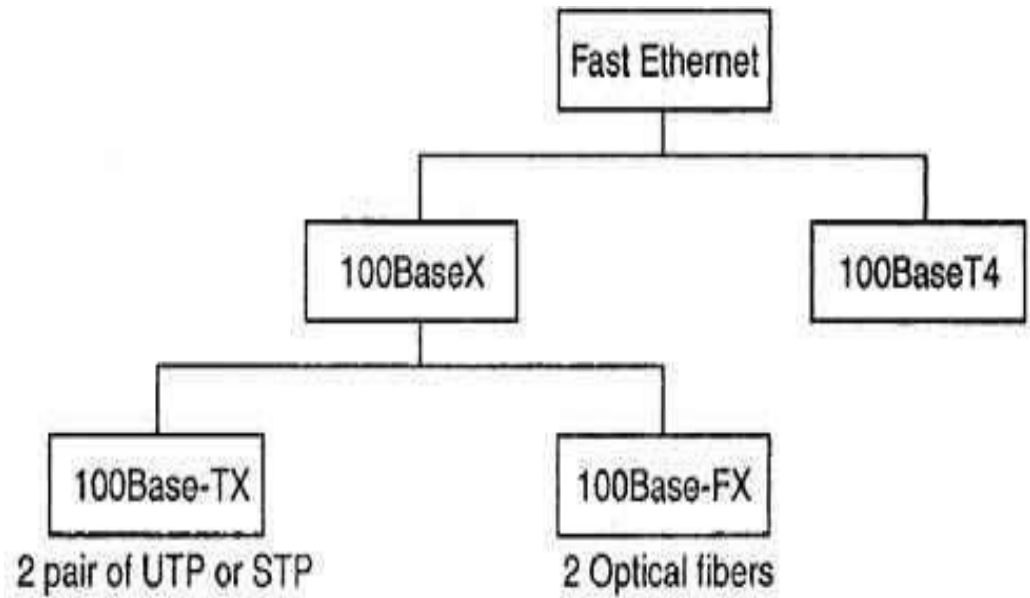 Fast Ethernet
100BaseX
100BaseT4
100Base-TX
100Base-FX
2 pair of UTP or STP
2 Optical fibers